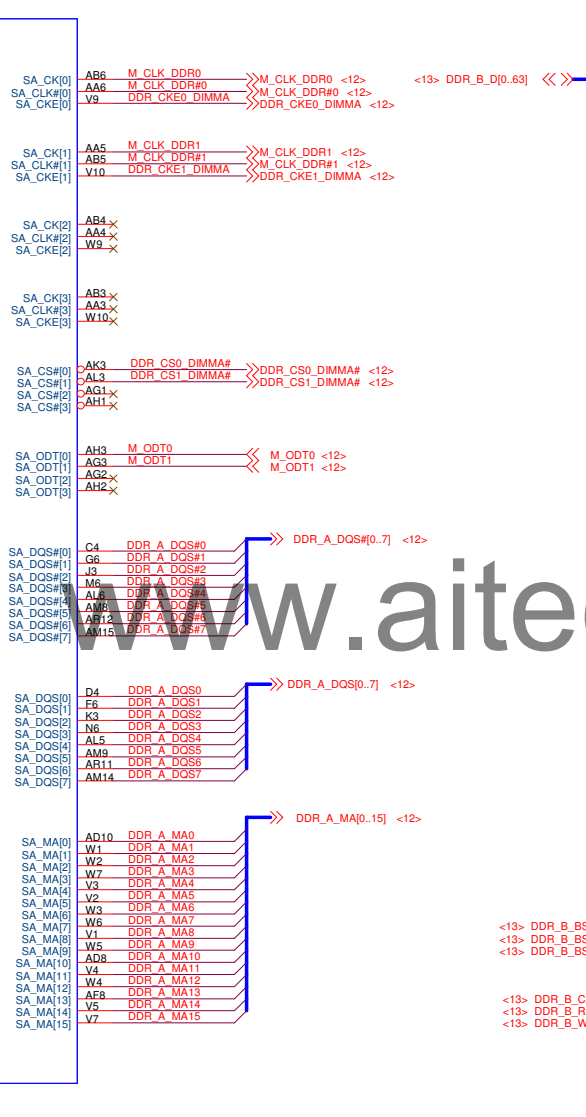 SA_CK[0] AB6 M_CLK_DDR0 M_CLK_DDR0 <12> <13> DDR_B_D[0..63]
SA_CLK#[0] AA6 M_CLK_DDR#0 M_CLK_DDR#0 <12>
SA_CKE[0] V9 DDR_CKE0_DIMMA DDR_CKE0_DIMMA <12>
SA_CK[1] AA5 M_CLK_DDR1 M_CLK_DDR1 <12>
SA_CLK#[1] AB5 M_CLK_DDR#1 M_CLK_DDR#1 <12>
SA_CKE[1] V10 DDR_CKE1_DIMMA DDR_CKE1_DIMMA <12>
SA_CK[2] AB4
SA_CLK#[2] AA4
SA_CKE[2] W9
SA_CK[3] AB3
SA_CLK#[3] AA3
SA_CKE[3] W10
SA_CS#[0] AK3 DDR_CS0_DIMMA# DDR_CS0_DIMMA# <12>
SA_CS#[1] AL3 DDR_CS1_DIMMA# DDR_CS1_DIMMA# <12>
SA_CS#[2] AG1
SA_CS#[3] AH1
SA_ODT[0] AH3 M_ODT0 M_ODT0 <12>
SA_ODT[1] AG3 M_ODT1 M_ODT1 <12>
SA_ODT[2] AG2
SA_ODT[3] AH2
DDR_A_DQS#[0..7] <12>
SA_DQS#[0] C4 DDR_A_DQS#0
SA_DQS#[1] G6 DDR_A_DQS#1
SA_DQS#[2] J3 DDR_A_DQS#2
SA_DQS#[3] M6 DDR_A_DQS#3
SA_DQS#[4] AL6 DDR_A_DQS#4
SA_DQS#[5] AM8 DDR_A_DQS#5
SA_DQS#[6] AR12 DDR_A_DQS#6
SA_DQS#[7] AM15 DDR_A_DQS#7
www.aite
DDR_A_DQS[0..7] <12>
SA_DQS[0] D4 DDR_A_DQS0
SA_DQS[1] F6 DDR_A_DQS1
SA_DQS[2] K3 DDR_A_DQS2
SA_DQS[3] N6 DDR_A_DQS3
SA_DQS[4] AL5 DDR_A_DQS4
SA_DQS[5] AM9 DDR_A_DQS5
SA_DQS[6] AR11 DDR_A_DQS6
SA_DQS[7] AM14 DDR_A_DQS7
DDR_A_MA[0..15] <12>
SA_MA[0] AD10 DDR_A_MA0
SA_MA[1] W1 DDR_A_MA1
SA_MA[2] W2 DDR_A_MA2
SA_MA[3] W7 DDR_A_MA3
SA_MA[4] V3 DDR_A_MA4
SA_MA[5] V2 DDR_A_MA5
SA_MA[6] W3 DDR_A_MA6
SA_MA[7] W6 DDR_A_MA7 <13> DDR_B_BS
SA_MA[8] V1 DDR_A_MA8 <13> DDR_B_BS
SA_MA[9] W5 DDR_A_MA9 <13> DDR_B_BS
SA_MA[10] AD8 DDR_A_MA10
SA_MA[11] V4 DDR_A_MA11
SA_MA[12] W4 DDR_A_MA12
SA_MA[13] AF8 DDR_A_MA13 <13> DDR_B_C
SA_MA[14] V5 DDR_A_MA14 <13> DDR_B_R
SA_MA[15] V7 DDR_A_MA15 <13> DDR_B_W